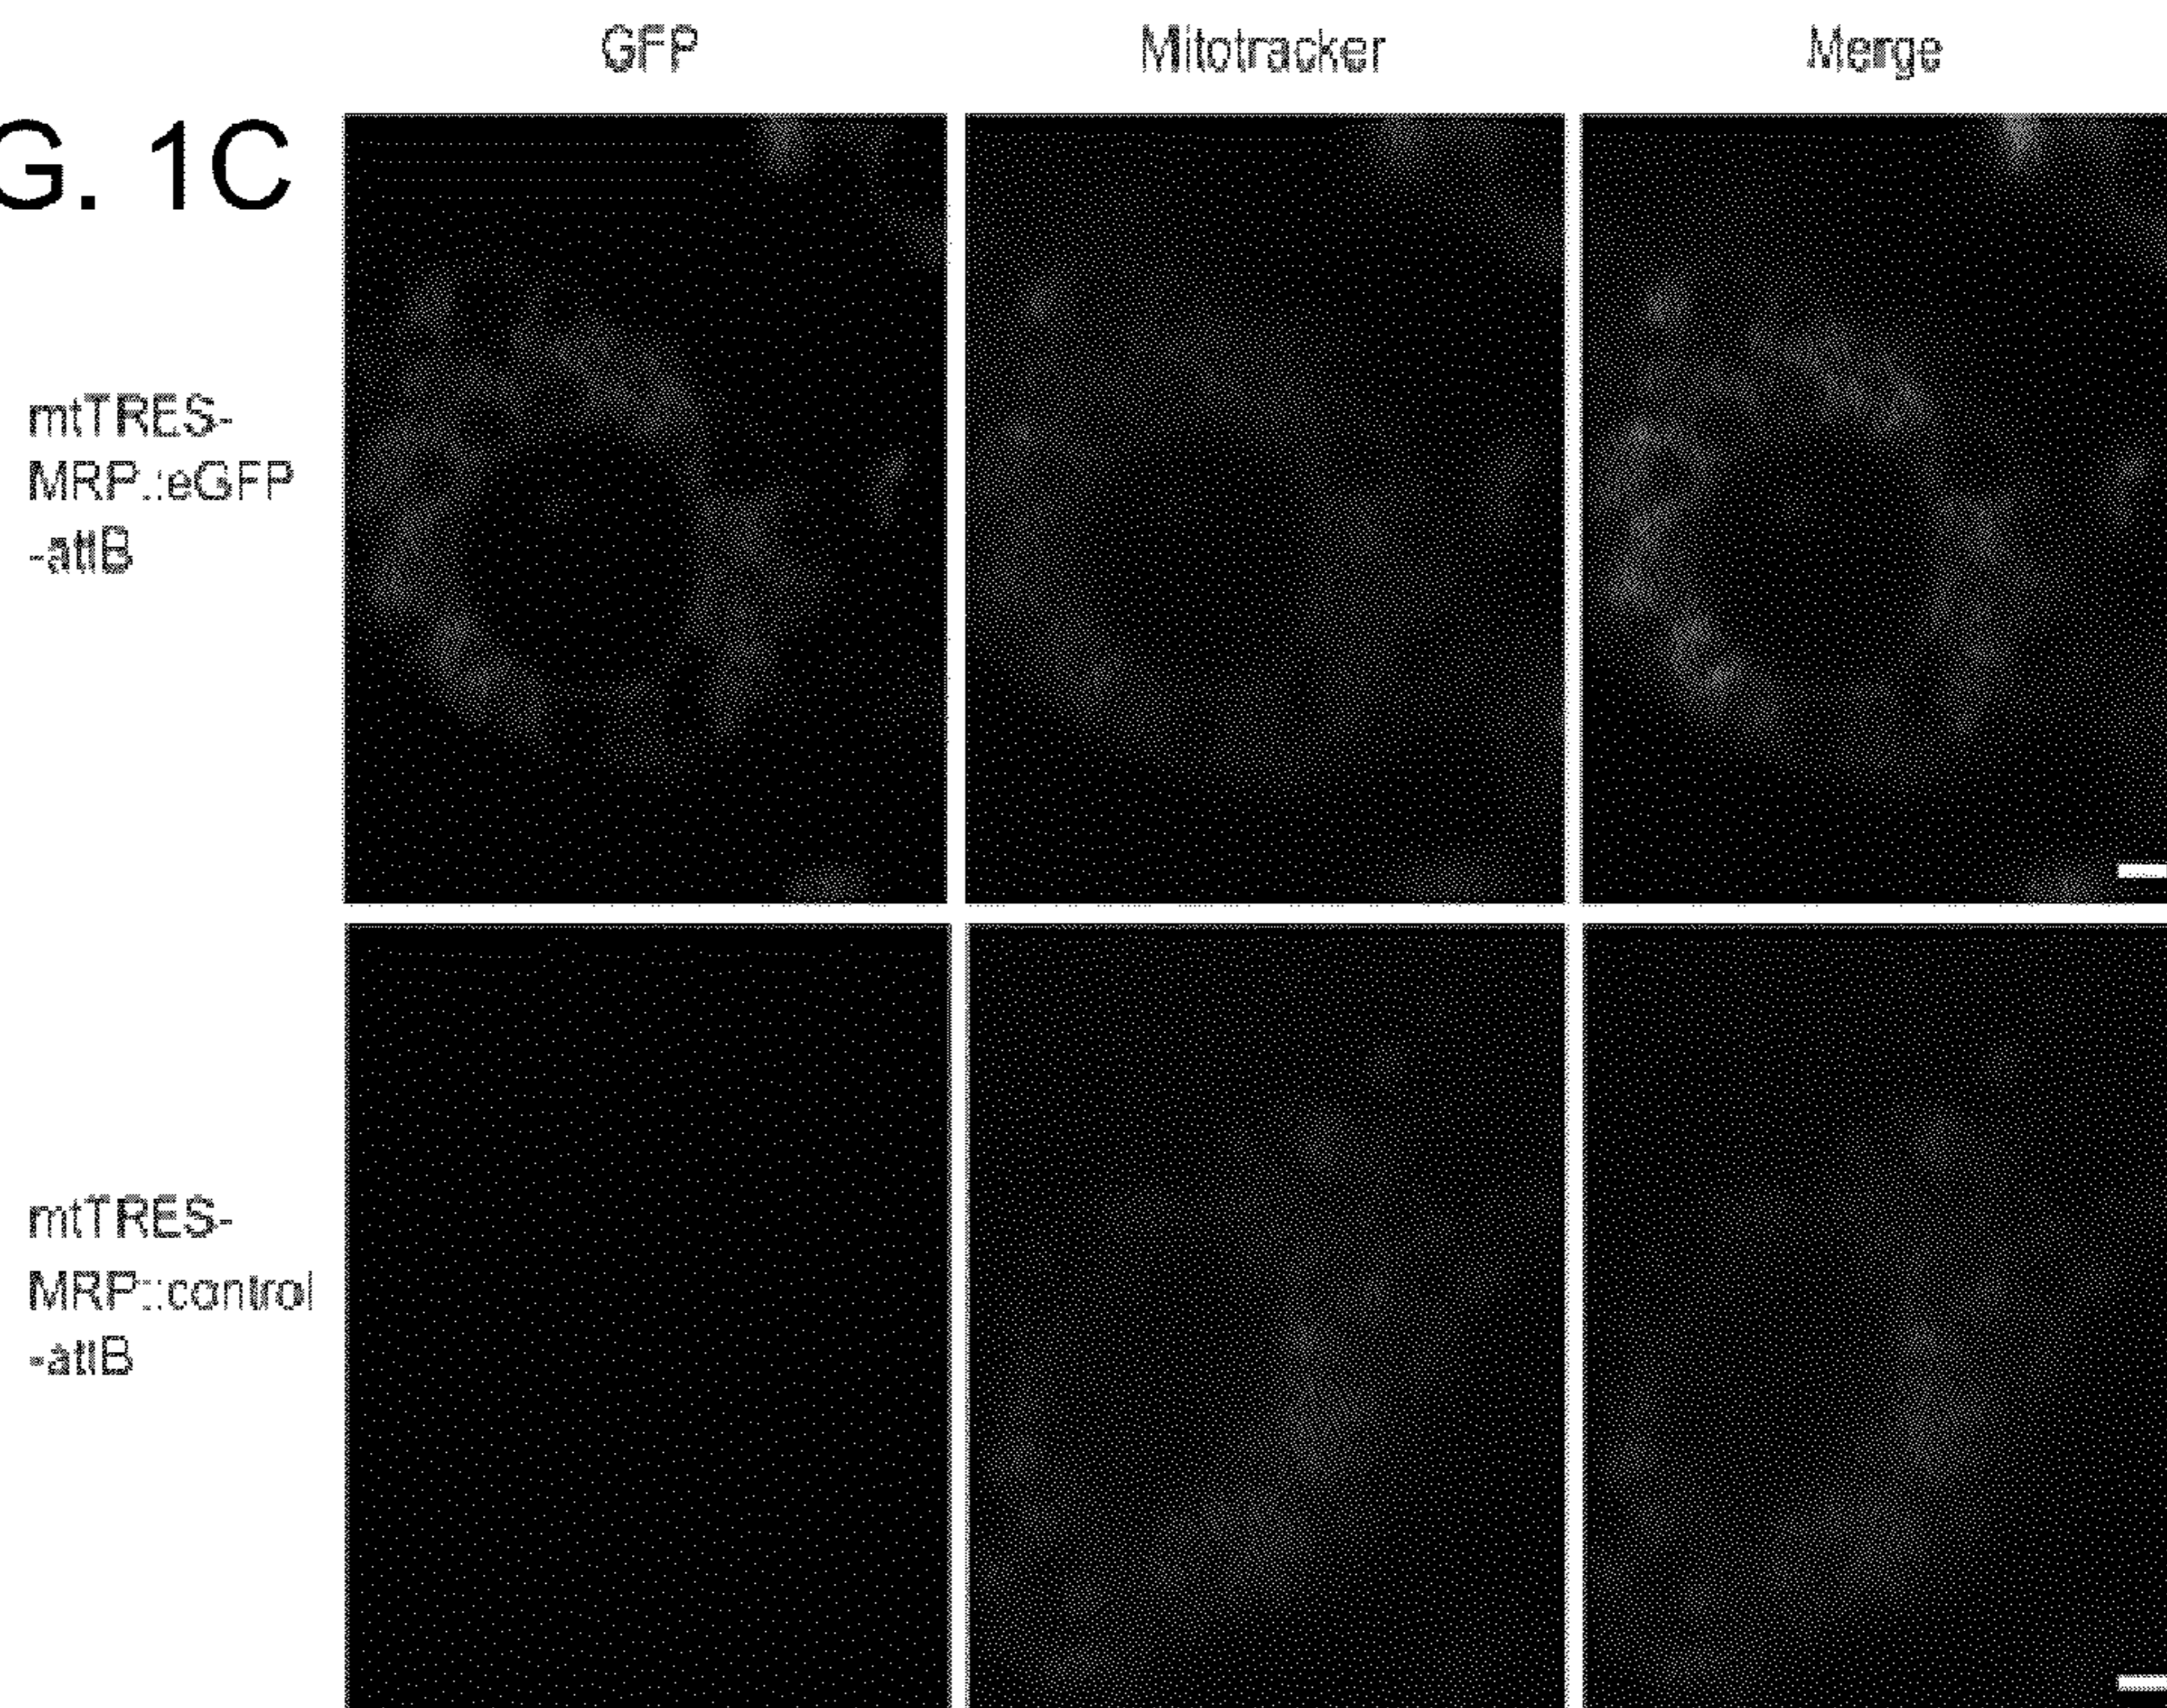 GFP Mitotracker Merge
G. 1C
mtTRES-
MRP::eGFP
-attB
mtTRES-
MRP::control
-attB